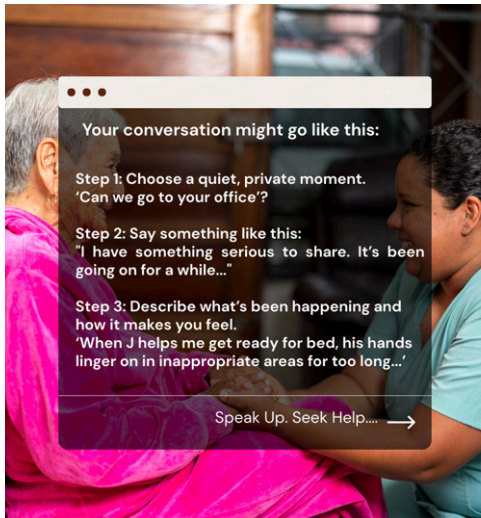 Your conversation might go like this:
Step 1: Choose a quiet, private moment.
‘Can we go to your office’?
Step 2: Say something like this:
"I have something serious to share. It’s been
going on for a while..."
Step 3: Describe what’s been happening and
how it makes you feel.
‘When J helps me get ready for bed, his hands
linger on in inappropriate areas for too long...’
Speak Up. Seek Help....